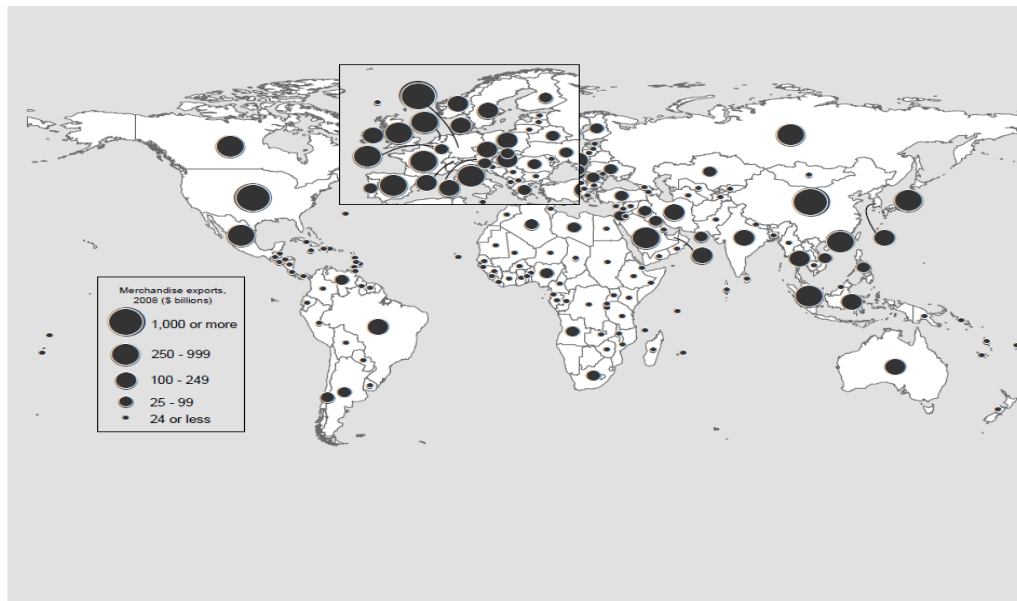 Merchandise exports,
2008 ($ billions)
1,000 or more
250 - 999
100 - 249
25 - 99
24 or less